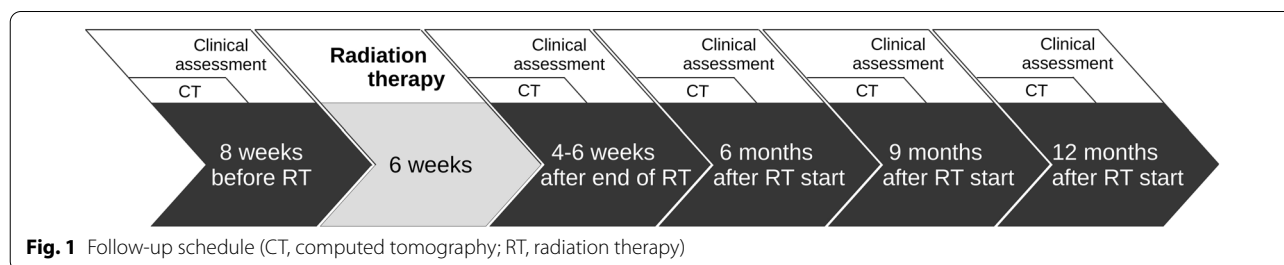 Clinical
assessment
CT
8 weeks
before RT
Radiation
therapy
6 weeks
Clinical
assessment
CT
4-6 weeks
after end of RT
Clinical
assessment
CT
6 months
after RT start
Clinical
assessment
CT
9 months
after RT start
Clinical
assessment
CT
12 months
after RT start
Fig. 1 Follow-up schedule (CT, computed tomography; RT, radiation therapy)